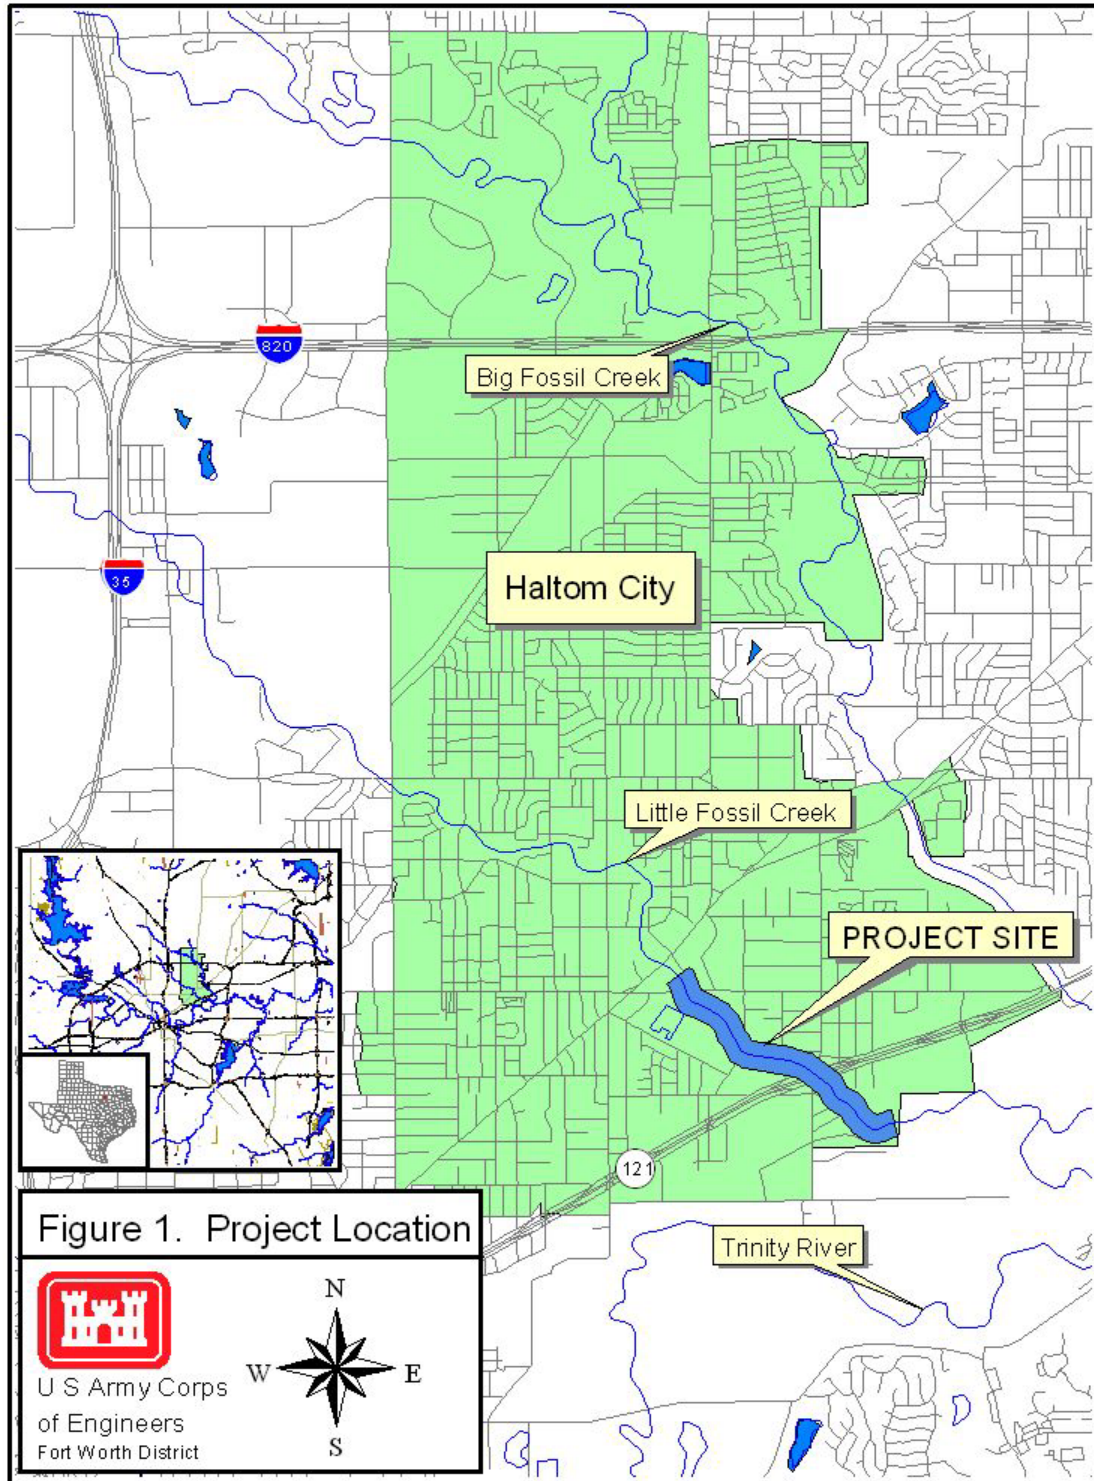 820
Big Fossil Creek
35
Haltom City
Little Fossil Creek
PROJECT SITE
121
Trinity River
Figure 1. Project Location
U S Army Corps
of Engineers
Fort Worth District
N
W
E
S